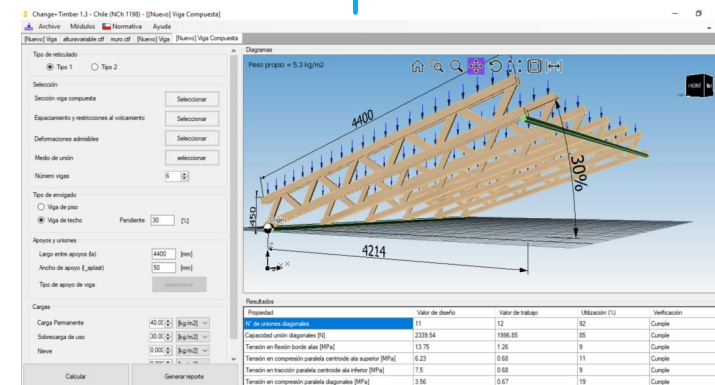 Change+Timber 1.3 - Chile (NCh 1198) - [[Nuevo] Viga Compuesta]
Archivo Módulos Normativa Ayuda
[Nuevo] Viga alturavariable.ctf muro.ctf [Nuevo] Viga [Nuevo] Viga Compuesta
Tipo de reticulado
Tipo 1 Tipo 2
Selección
Sección viga compuesta Seleccionar
Espaciamiento y restricciones al volcamiento Seleccionar
Deformaciones admisibles Seleccionar
Medio de unión seleccionar
Número vigas 6
Tipo de envigado
Viga de piso
Viga de techo Pendiente 30 [%]
Apoyos y uniones
Largo entre apoyos (la) 4400 [mm]
Ancho de apoyo (l_aplast) 50 [mm]
Tipo de apoyo de viga seleccionar
Cargas
Carga Permanente 40.0( [kg/m2]
Sobrecarga de uso 30.0( [kg/m2]
Nieve 0.00( [kg/m2]
Calcular Generar reporte
Diagramas
Peso propio = 5.3 kg/m2
4400
30%
450
4214
X
Resultados
Propiedad Valor de diseño Valor de trabajo Utilización (%) Verificación
N° de uniones diagonales 11 12 92 Cumple
Capacidad unión diagonales [N] 2339.54 1996.85 85 Cumple
Tensión en flexión borde alas [MPa] 13.75 1.26 9 Cumple
Tensión en compresión paralela centroide ala superior [MPa] 6.23 0.68 11 Cumple
Tensión en tracción paralela centroide ala inferior [MPa] 7.5 0.68 9 Cumple
Tensión en compresión paralela diagonales [MPa] 3.56 0.67 19 Cumple